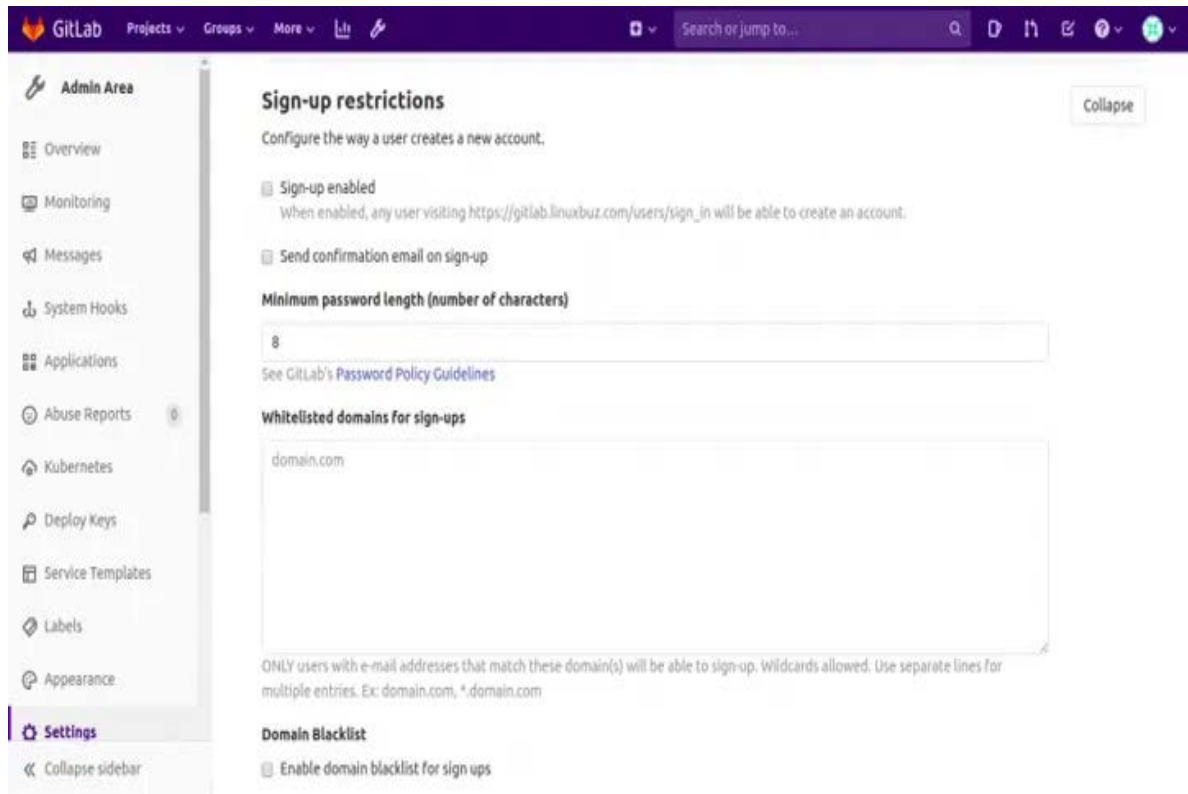 GitLab Projects Groups More Search or jump to...
Admin Area
Overview
Monitoring
Messages
System Hooks
Applications
Abuse Reports 0
Kubernetes
Deploy Keys
Service Templates
Labels
Appearance
Settings
Collapse sidebar
Sign-up restrictions
Collapse
Configure the way a user creates a new account.
Sign-up enabled
When enabled, any user visiting https://gitlab.linuxbuz.com/users/sign_in will be able to create an account.
Send confirmation email on sign-up
Minimum password length (number of characters)
8
See GitLab's Password Policy Guidelines
Whitelisted domains for sign-ups
domain.com
ONLY users with e-mail addresses that match these domain(s) will be able to sign-up. Wildcards allowed. Use separate lines for
multiple entries. Ex: domain.com, *.domain.com
Domain Blacklist
Enable domain blacklist for sign ups